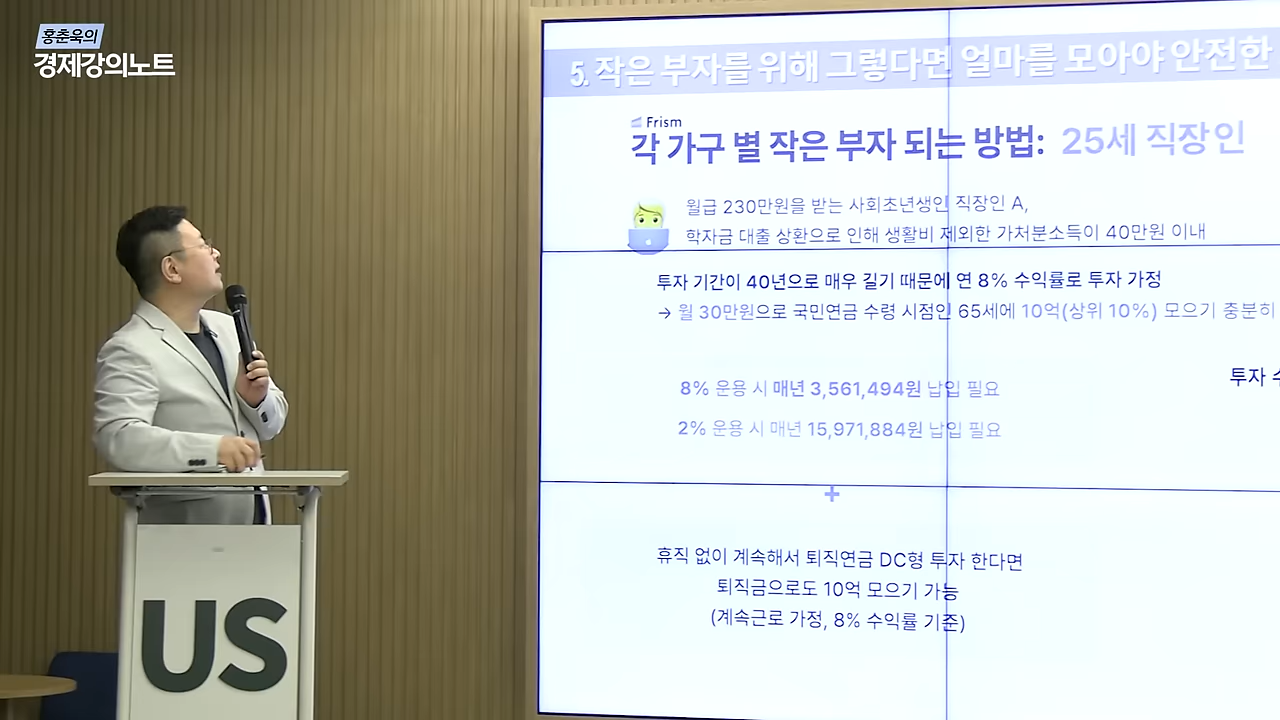 홍춘욱의
경제강의노트
5. 작은 부자를 위해 그렇다면 얼마를 모아야 안전한
Frism
각 가구 별 작은 부자 되는 방법: 25세 직장인
월급 230만원을 받는 사회초년생인 직장인 A,
학자금 대출 상환으로 인해 생활비 제외한 가처분소득이 40만원 이내
투자 기간이 40년으로 매우 길기 때문에 연 8% 수익률로 투자 가정
→ 월 30만원으로 국민연금 수령 시점인 65세에 10억(상위 10%) 모으기 충분히
투자 수
8% 운용 시 매년 3,561,494원 납입 필요
2% 운용 시 매년 15,971,884원 납입 필요
+
휴직 없이 계속해서 퇴직연금 DC형 투자 한다면
퇴직금으로도 10억 모으기 가능
(계속근로 가정, 8% 수익률 기준)
US